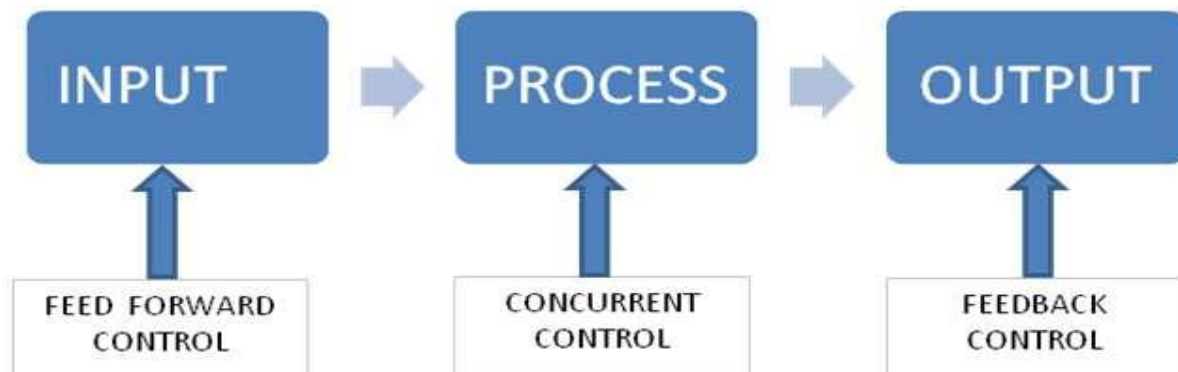 INPUT
PROCESS
OUTPUT
FEED FORWARD
CONTROL
CONCURRENT
CONTROL
FEEDBACK
CONTROL